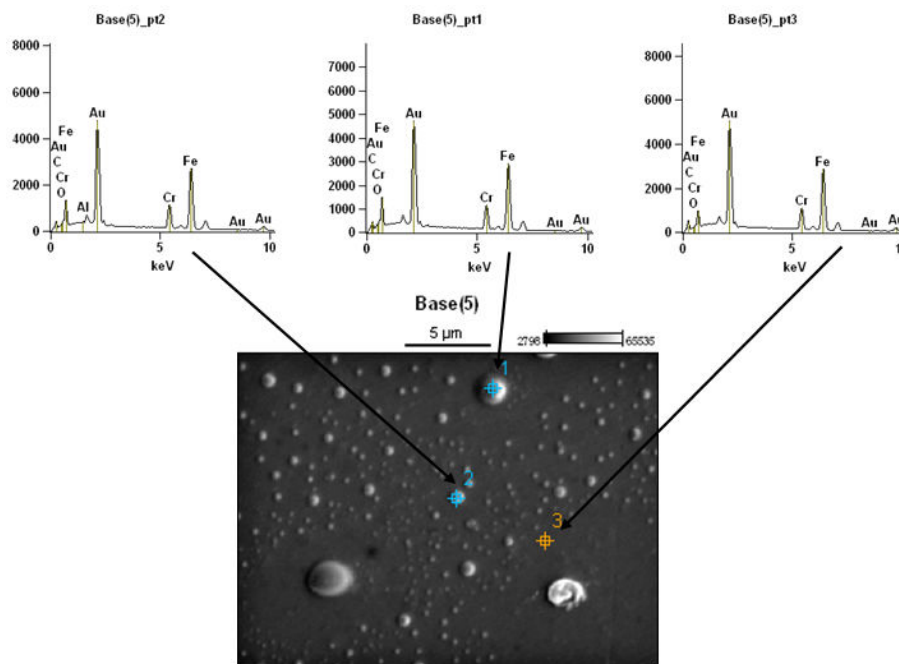 Base(5)_pt2
8000
6000
4000
2000
0
Fe
Au
C
Cr
O
Al
Au
Cr
Fe
Au
Au
0
5
10
keV
Base(5)_pt1
7000
6000
5000
4000
3000
2000
1000
0
Fe
Au
C
Cr
O
Au
Cr
Fe
Au
Au
0
5
10
keV
Base(5)_pt3
8000
6000
4000
2000
0
Fe
Au
C
Cr
O
Au
Cr
Fe
Au
Au
0
5
keV
Base(5)
5 µm
2798
65535
1
2
3